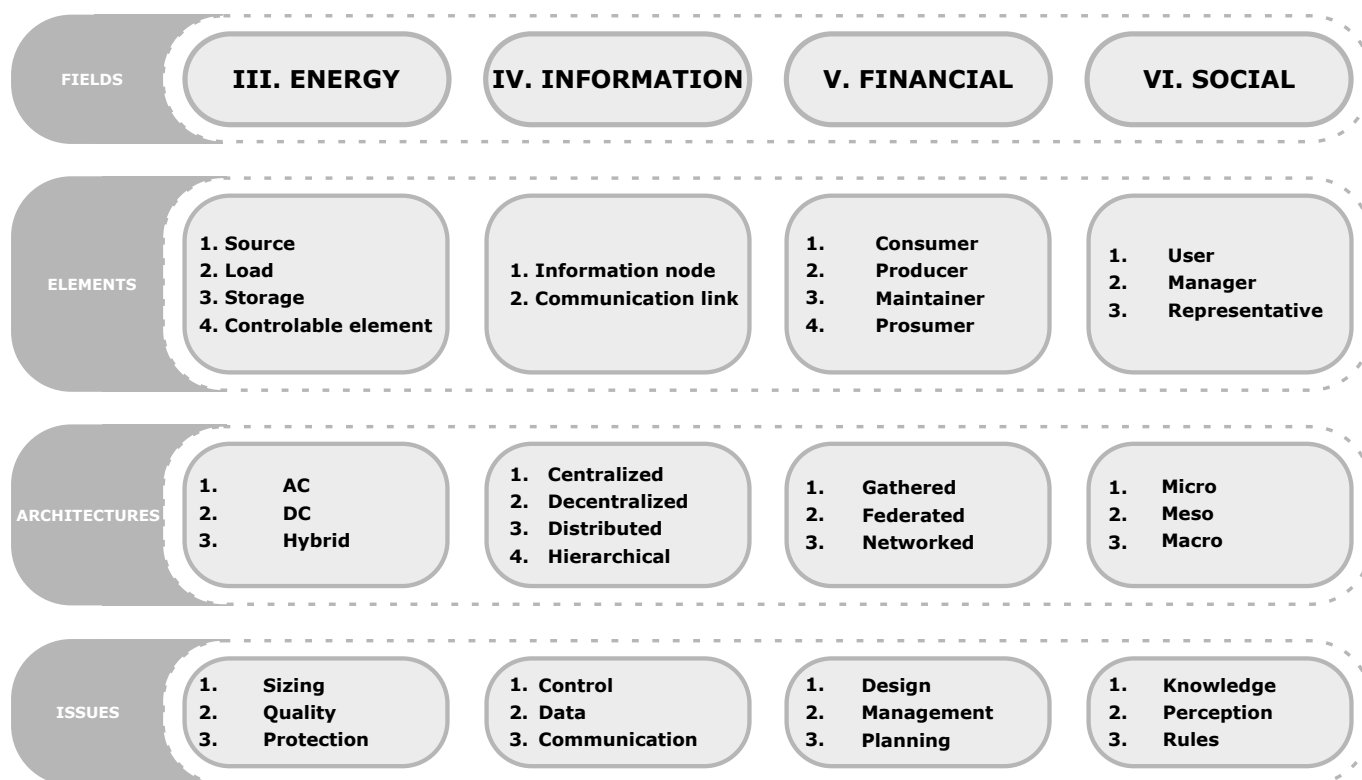 FIELDS
III. ENERGY
IV. INFORMATION
V. FINANCIAL
VI. SOCIAL
ELEMENTS
1. Source
2. Load
3. Storage
4. Controlable element
1. Information node
2. Communication link
1. Consumer
2. Producer
3. Maintainer
4. Prosumer
1. User
2. Manager
3. Representative
ARCHITECTURES
1. AC
2. DC
3. Hybrid
1. Centralized
2. Decentralized
3. Distributed
4. Hierarchical
1. Gathered
2. Federated
3. Networked
1. Micro
2. Meso
3. Macro
ISSUES
1. Sizing
2. Quality
3. Protection
1. Control
2. Data
3. Communication
1. Design
2. Management
3. Planning
1. Knowledge
2. Perception
3. Rules